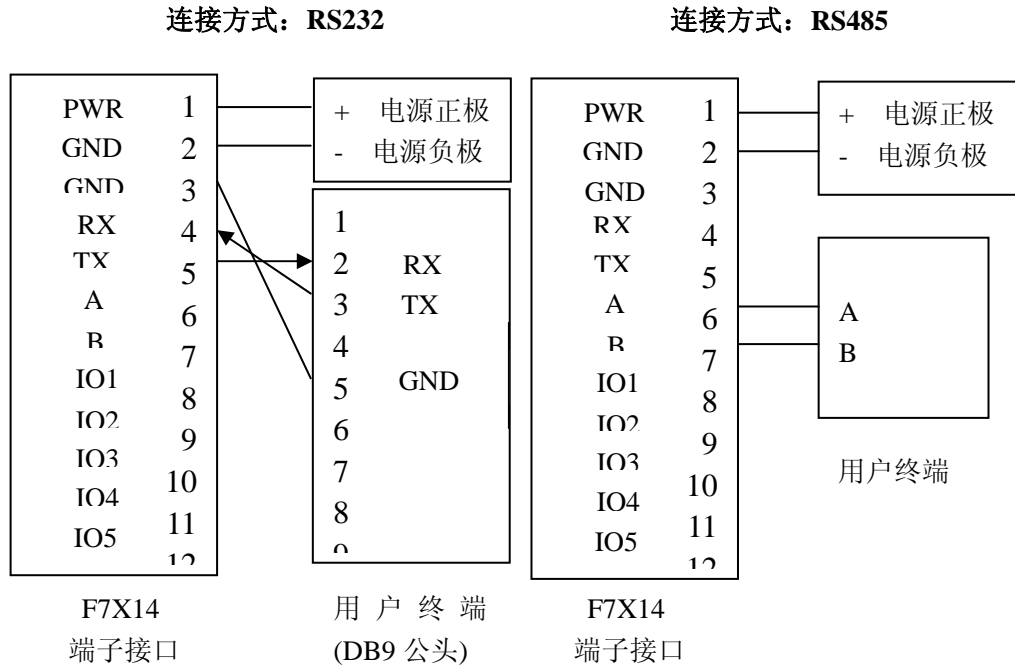 连接方式：RS232
PWR 1
GND 2
GND 3
RX 4
TX 5
A 6
B 7
IO1 8
IO2 9
IO3 10
IO4 11
IO5 12
+ 电源正极
- 电源负极
1
2 RX
3 TX
4
5 GND
6
7
8
9
F7X14
端子接口
用户终端
(DB9 公头)
连接方式：RS485
PWR 1
GND 2
GND 3
RX 4
TX 5
A 6
B 7
IO1 8
IO2 9
IO3 10
IO4 11
IO5 12
+ 电源正极
- 电源负极
A
B
用户终端
F7X14
端子接口